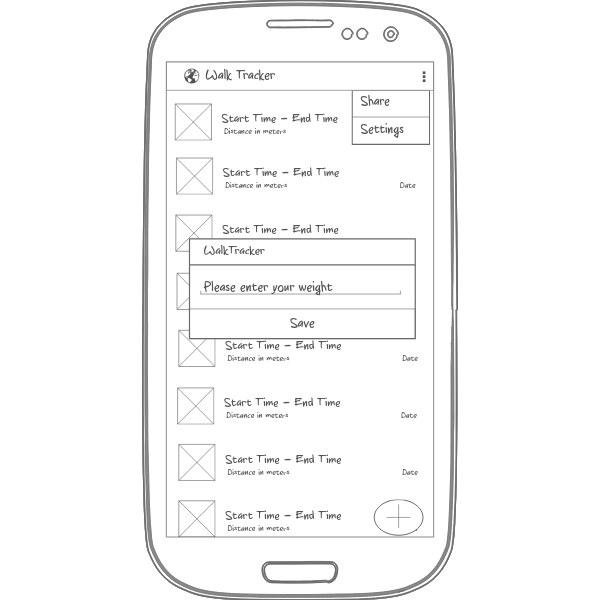 Walk Tracker
Share
Settings
Start Time - End Time
Distance in meters
Start Time - End Time
Distance in meters
Date
Start Time - End Time
WalkTracker
Please enter your weight
Save
Start Time - End Time
Distance in meters
Date
Start Time - End Time
Distance in meters
Date
Start Time - End Time
Distance in meters
Date
Start Time - End Time
Distance in meters